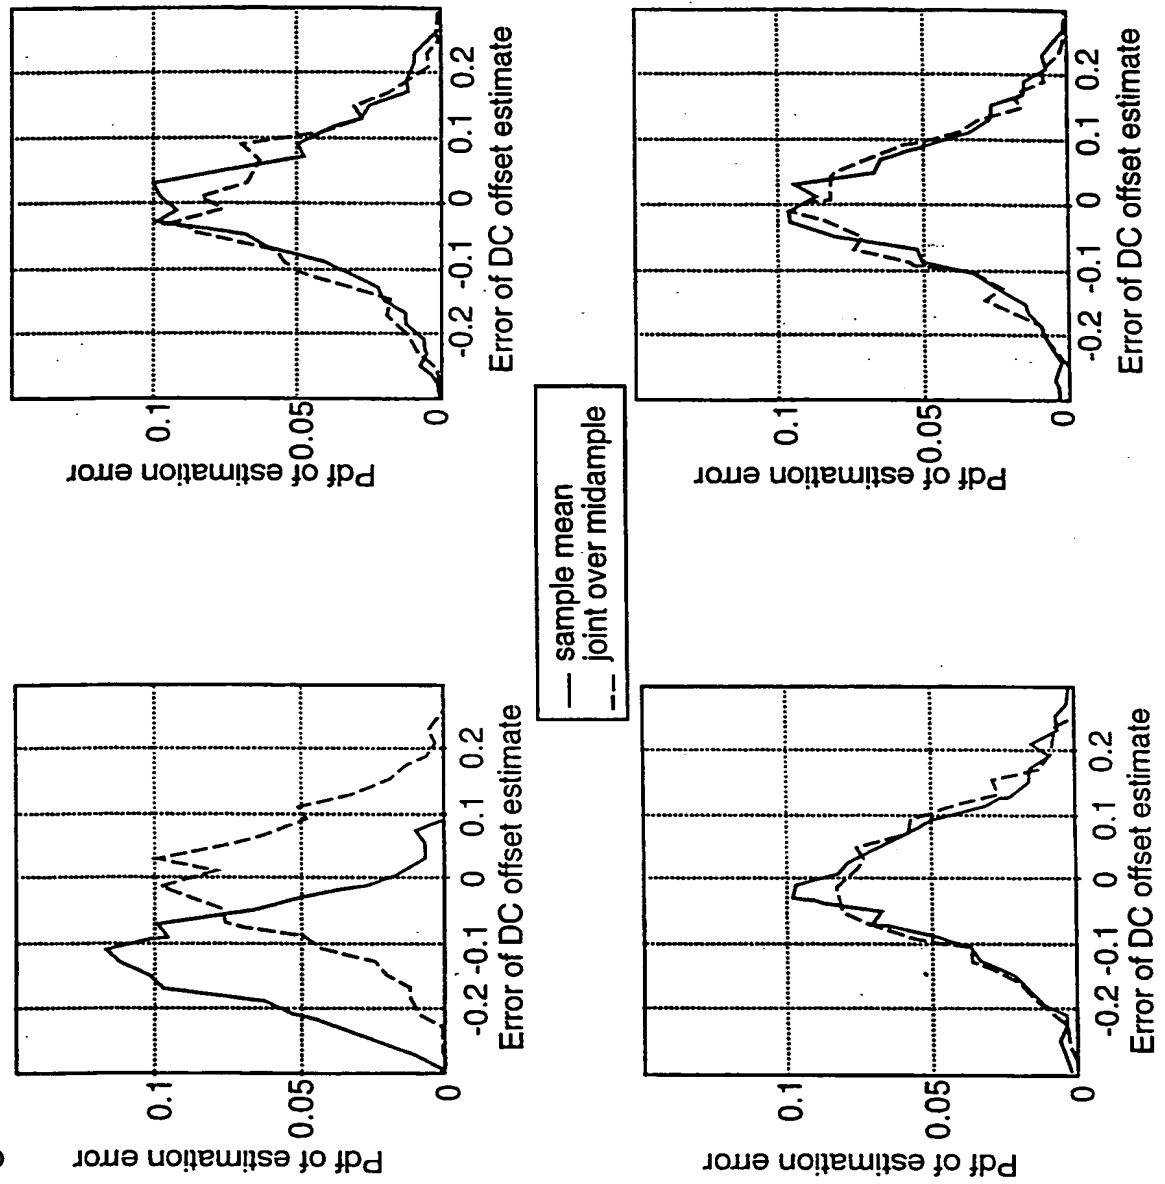 Pdf of estimation error
0.1
0.05
0
-0.2 -0.1 0 0.1 0.2
Error of DC offset estimate
Pdf of estimation error
0.1
0.05
0
-0.2 -0.1 0 0.1 0.2
Error of DC offset estimate
sample mean
joint over midample
Pdf of estimation error
0.1
0.05
0
-0.2 -0.1 0 0.1 0.2
Error of DC offset estimate
Pdf of estimation error
0.1
0.05
0
-0.2 -0.1 0 0.1 0.2
Error of DC offset estimate